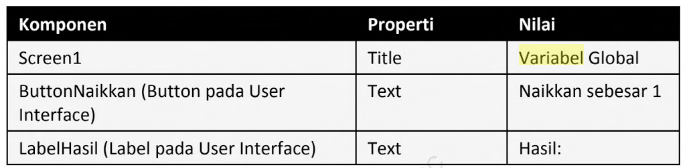 Komponen Properti Nilai
Screen1 Title Variabel Global
ButtonNaikkan (Button pada User Text Naikkan sebesar 1
Interface)
LabelHasil (Label pada User Interface) Text Hasil: